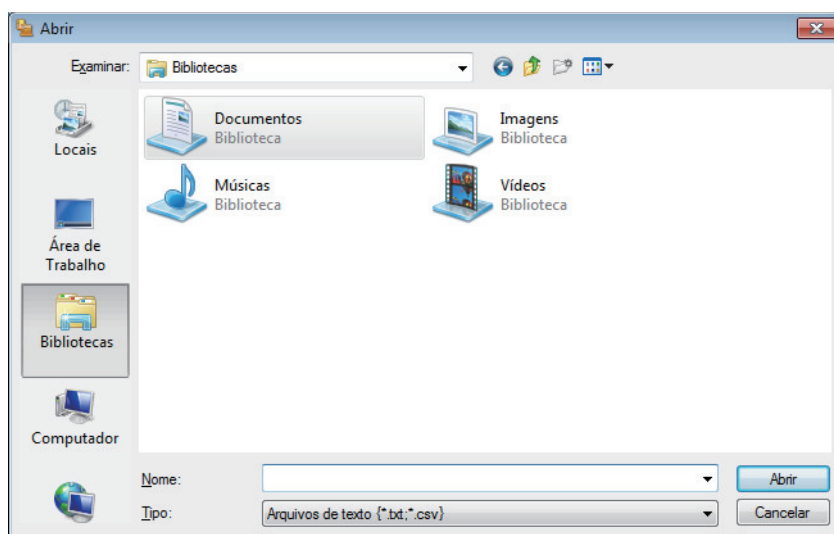 Abrir
Examinar: Bibliotecas
Locais
Área de
Trabalho
Bibliotecas
Computador
Documentos
Biblioteca
Imagens
Biblioteca
Músicas
Biblioteca
Vídeos
Biblioteca
Nome:
Abrir
Tipo: Arquivos de texto {*.txt;*.csv}
Cancelar